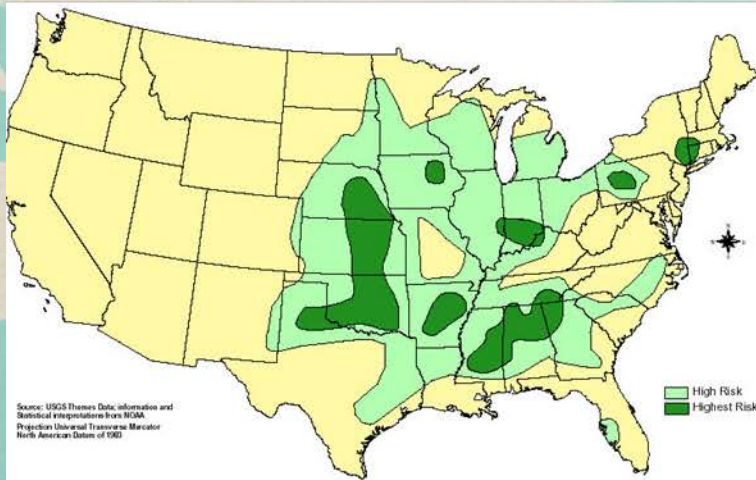 High Risk
Highest Risk
Source: USGS Themes Data; information and
Statistical interpretations from NOAA
Projection Universal Transverse Marcator
North American Datum of 1983